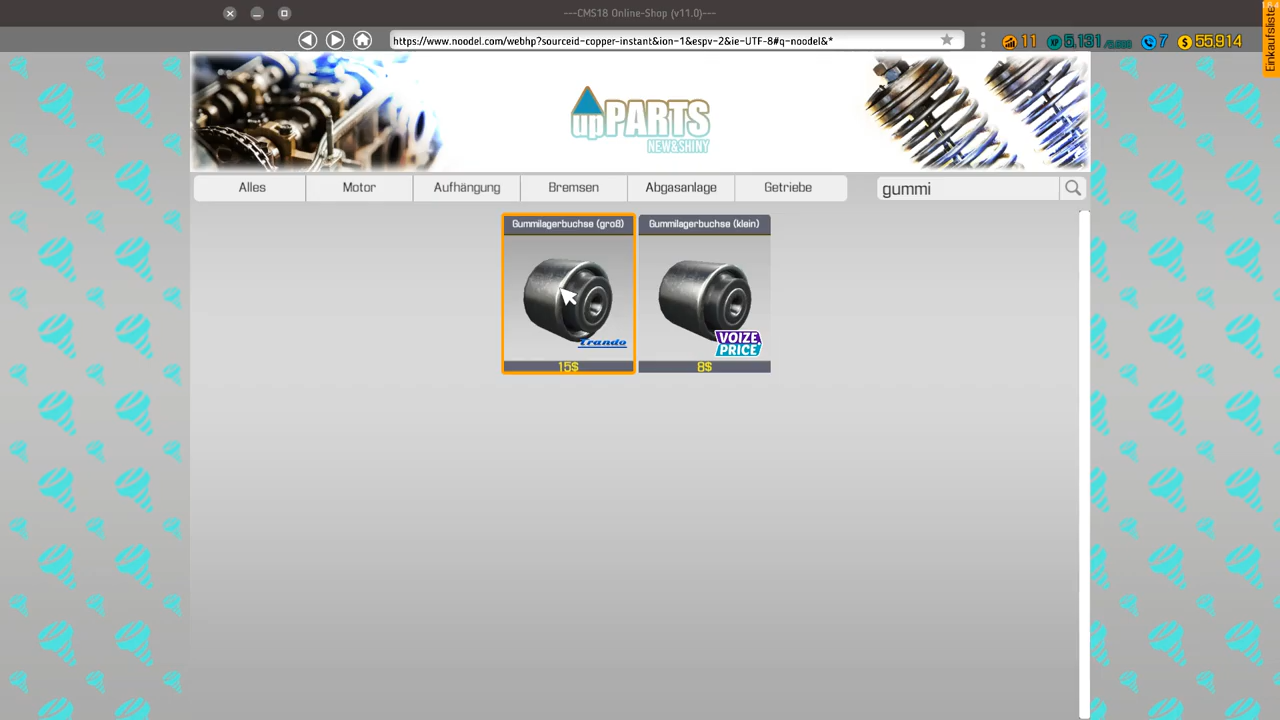 ---CMS18 Online-Shop (v11.0)---
https://www.noodel.com/webhp?sourceid-copper-instant&ion-1&espv-2&ie-UTF-8#q-noodel&*
11
XP 5,131
7
$ 55,914
Einkaufsliste
upPARTS
NEW&SHINY
Alles
Motor
Aufhängung
Bremsen
Abgasanlage
Getriebe
gummi
Gummilagerbuchse (groß)
Gummilagerbuchse (klein)
Trando
VOIZE
PRICE
15$
8$